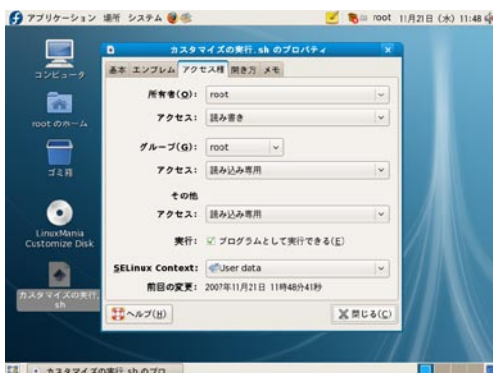 アプリケーション 場所 システム
root 11月21日 (水) 11:48
カスタマイズの実行.sh のプロパティ
基本 エンブレム アクセス権 開き方 メモ
所有者(O): root
アクセス: 読み書き
グループ(G): root
アクセス: 読み込み専用
その他
アクセス: 読み込み専用
実行: プログラムとして実行できる(E)
SELinux Context: User data
前回の変更: 2007年11月21日 11時48分41秒
ヘルプ(H) 閉じる(C)
コンピュータ
root のホーム
ゴミ箱
LinuxMania
Customize Disk
カスタマイズの実行.
sh
カスタマイズの実行.sh のプロ